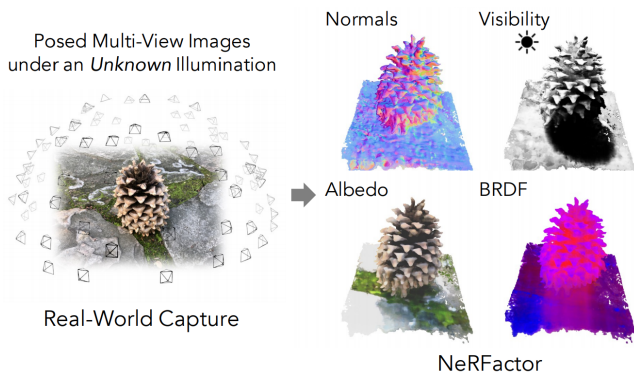 Posed Multi-View Images
under an Unknown Illumination
Real-World Capture
Normals
Visibility
Albedo
BRDF
NeRFactor